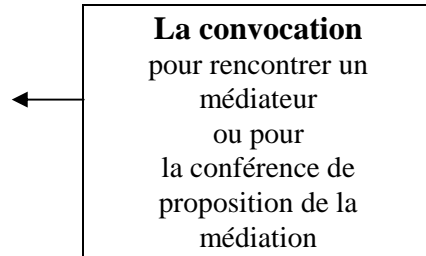 La convocation
pour rencontrer un
médiateur
ou pour
la conférence de
proposition de la
médiation